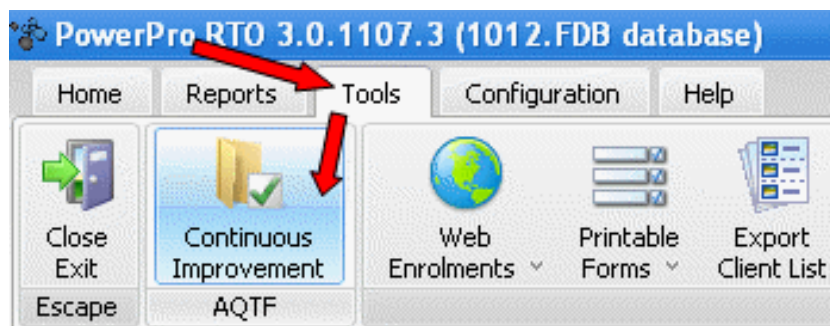 PowerPro RTO 3.0.1107.3 (1012.FDB database)
Home Reports Tools Configuration Help
Close Continuous Web Printable Export
Exit Improvement Enrolments Forms Client List
Escape AQTF